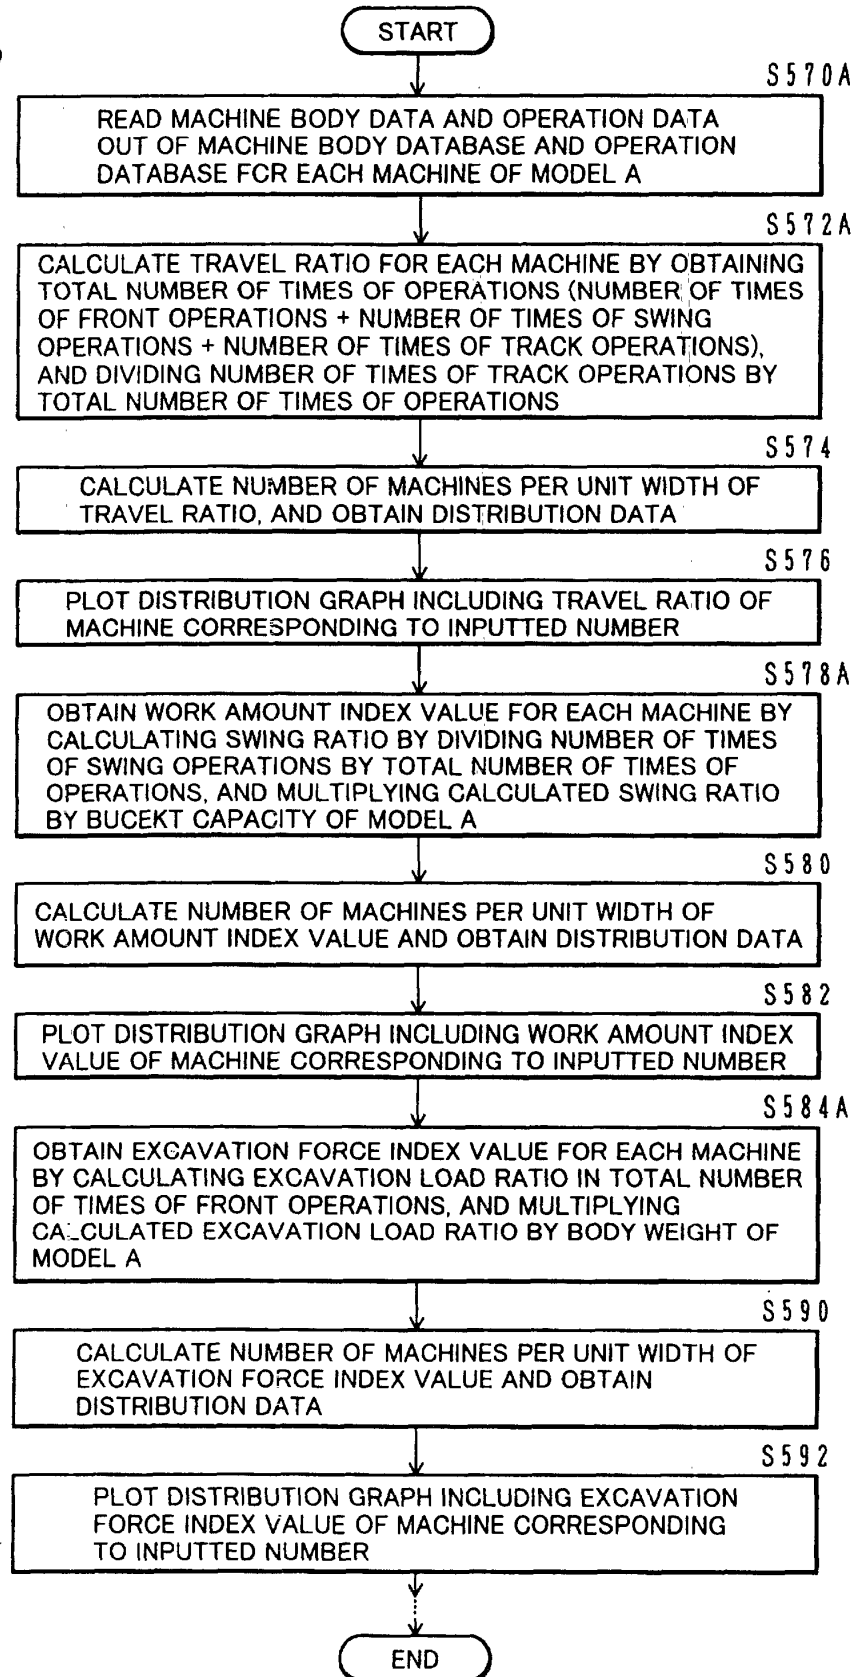 START
S570A
READ MACHINE BODY DATA AND OPERATION DATA
OUT OF MACHINE BODY DATABASE AND OPERATION
DATABASE FCR EACH MACHINE OF MODEL A
S572A
CALCULATE TRAVEL RATIO FOR EACH MACHINE BY OBTAINING
TOTAL NUMBER OF TIMES OF OPERATIONS (NUMBER OF TIMES
OF FRONT OPERATIONS + NUMBER OF TIMES OF SWING
OPERATIONS + NUMBER OF TIMES OF TRACK OPERATIONS),
AND DIVIDING NUMBER OF TIMES OF TRACK OPERATIONS BY
TOTAL NUMBER OF TIMES OF OPERATIONS
S574
CALCULATE NUMBER OF MACHINES PER UNIT WIDTH OF
TRAVEL RATIO, AND OBTAIN DISTRIBUTION DATA
S576
PLOT DISTRIBUTION GRAPH INCLUDING TRAVEL RATIO OF
MACHINE CORRESPONDING TO INPUTTED NUMBER
S578A
OBTAIN WORK AMOUNT INDEX VALUE FOR EACH MACHINE BY
CALCULATING SWING RATIO BY DIVIDING NUMBER OF TIMES
OF SWING OPERATIONS BY TOTAL NUMBER OF TIMES OF
OPERATIONS, AND MULTIPLYING CALCULATED SWING RATIO
BY BUCEKT CAPACITY OF MODEL A
S580
CALCULATE NUMBER OF MACHINES PER UNIT WIDTH OF
WORK AMOUNT INDEX VALUE AND OBTAIN DISTRIBUTION DATA
S582
PLOT DISTRIBUTION GRAPH INCLUDING WORK AMOUNT INDEX
VALUE OF MACHINE CORRESPONDING TO INPUTTED NUMBER
S584A
OBTAIN EXCAVATION FORCE INDEX VALUE FOR EACH MACHINE
BY CALCULATING EXCAVATION LOAD RATIO IN TOTAL NUMBER
OF TIMES OF FRONT OPERATIONS, AND MULTIPLYING
CALCULATED EXCAVATION LOAD RATIO BY BODY WEIGHT OF
MODEL A
S590
CALCULATE NUMBER OF MACHINES PER UNIT WIDTH OF
EXCAVATION FORCE INDEX VALUE AND OBTAIN
DISTRIBUTION DATA
S592
PLOT DISTRIBUTION GRAPH INCLUDING EXCAVATION
FORCE INDEX VALUE OF MACHINE CORRESPONDING
TO INPUTTED NUMBER
END